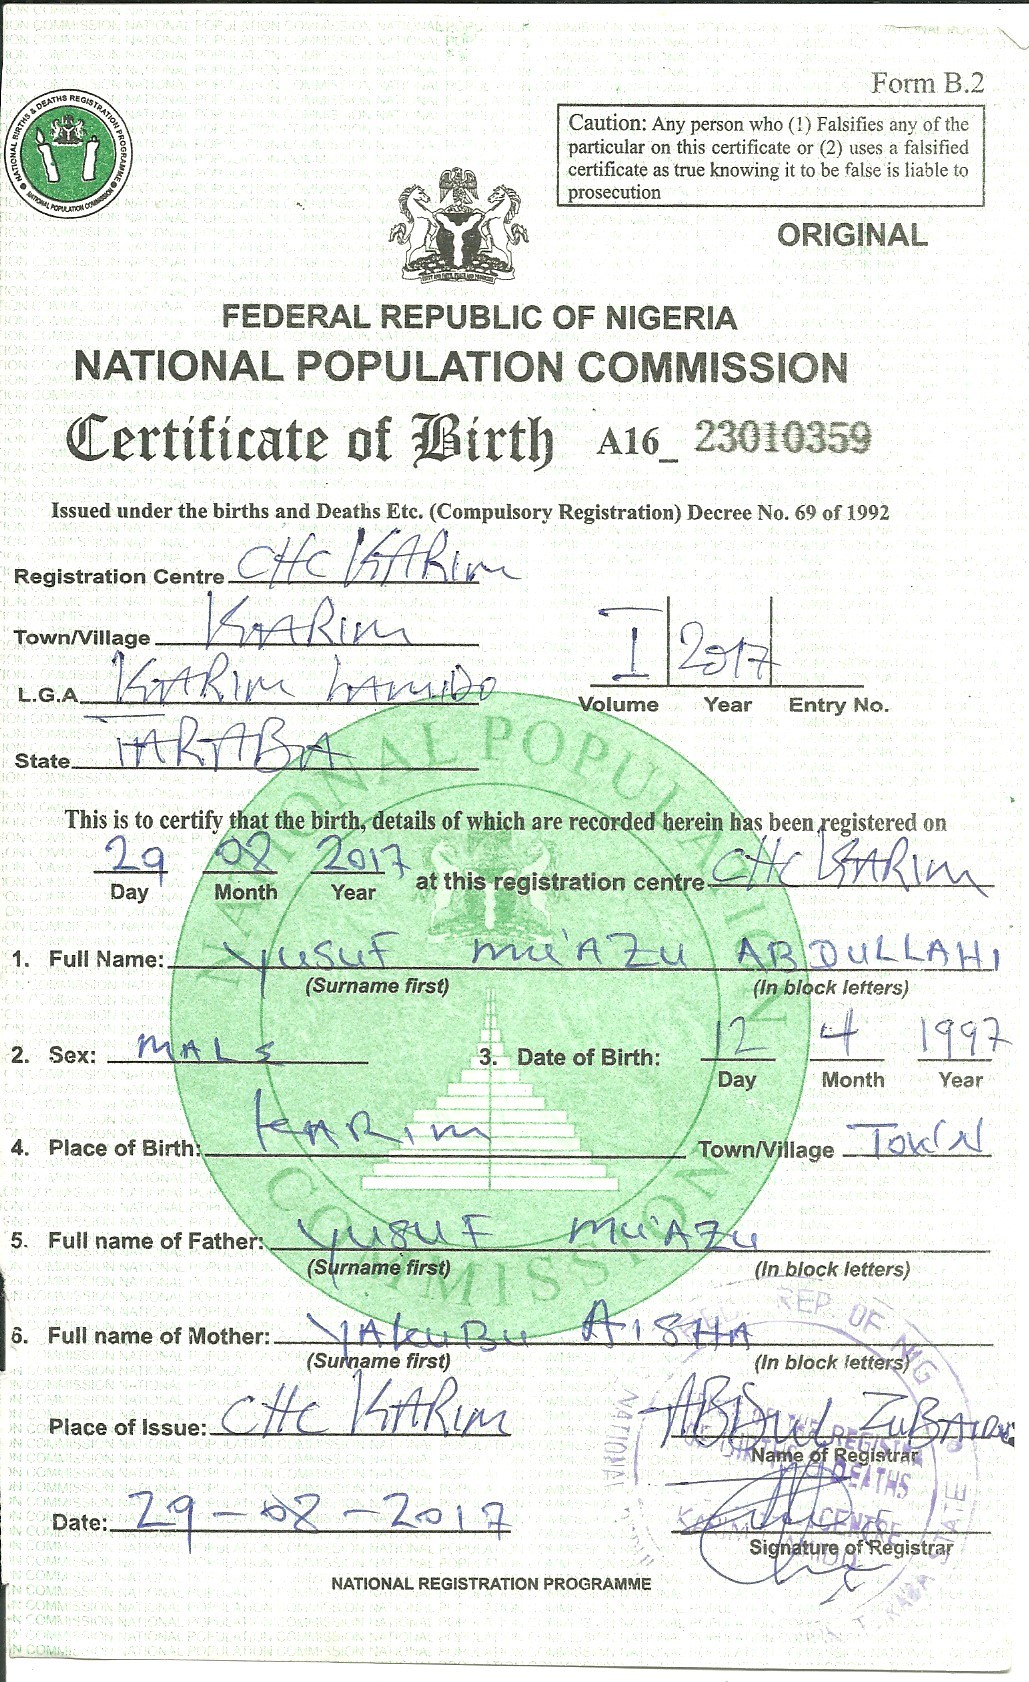 Form B.2
NATIONAL BIRTHS & DEATHS REGISTRATION PROGRAMME
NATIONAL POPULATION COMMISSION
Caution: Any person who (1) Falsifies any of the
particular on this certificate or (2) uses a falsified
certificate as true knowing it to be false is liable to
prosecution
ORIGINAL
FEDERAL REPUBLIC OF NIGERIA
NATIONAL POPULATION COMMISSION
Certificate of Birth A16_ 23010359
Issued under the births and Deaths Etc. (Compulsory Registration) Decree No. 69 of 1992
Registration Centre CHC KARIM
Town/Village KARIM
L.G.A. KARIM LAMIDO
State TARABA
I 2017
Volume Year Entry No.
This is to certify that the birth, details of which are recorded herein has been registered on
29 08 2017 at this registration centre CHC KARIM
Day Month Year
1. Full Name: YUSUF MU'AZU ABDULLAHI
(Surname first) (In block letters)
2. Sex: MALE 3. Date of Birth: 12 4 1997
Day Month Year
4. Place of Birth: KARIM Town/Village TOWN
5. Full name of Father: YUSUF MU'AZU
(Surname first) (In block letters)
6. Full name of Mother: YAKUBU AISHA
(Surname first) (In block letters)
Place of Issue: CHC KARIM
ABDUL ZUBAIRU
Name of Registrar
Date: 29-08-2017
Signature of Registrar
NATIONAL REGISTRATION PROGRAMME
NATIONAL POPULATION COMMISSION
REP. OF NIG
DEATHS
CENTRE
STATE